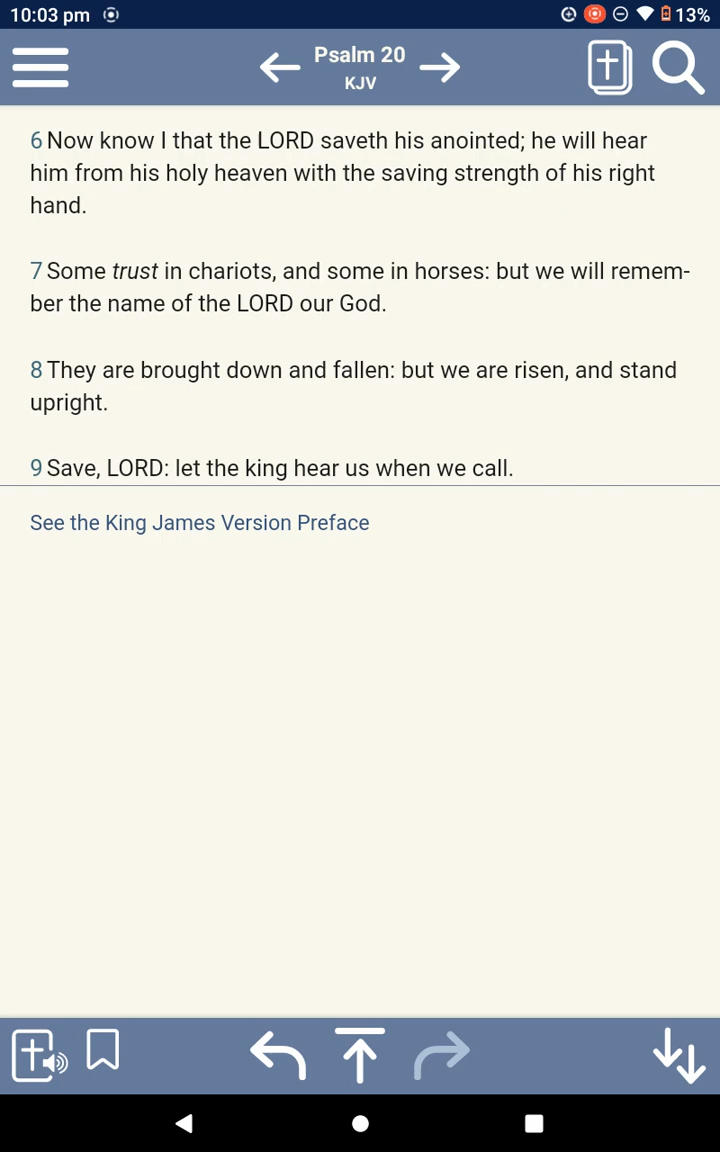 10:03 pm
13%
Psalm 20
KJV
6 Now know I that the LORD saveth his anointed; he will hear
him from his holy heaven with the saving strength of his right
hand.
7 Some trust in chariots, and some in horses: but we will remem-
ber the name of the LORD our God.
8 They are brought down and fallen: but we are risen, and stand
upright.
9 Save, LORD: let the king hear us when we call.
See the King James Version Preface